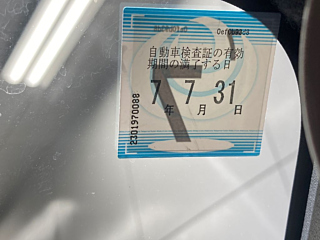 自動車検査証の有効
期間の満了する日
7 7 31
年 月 日
7
2301970088